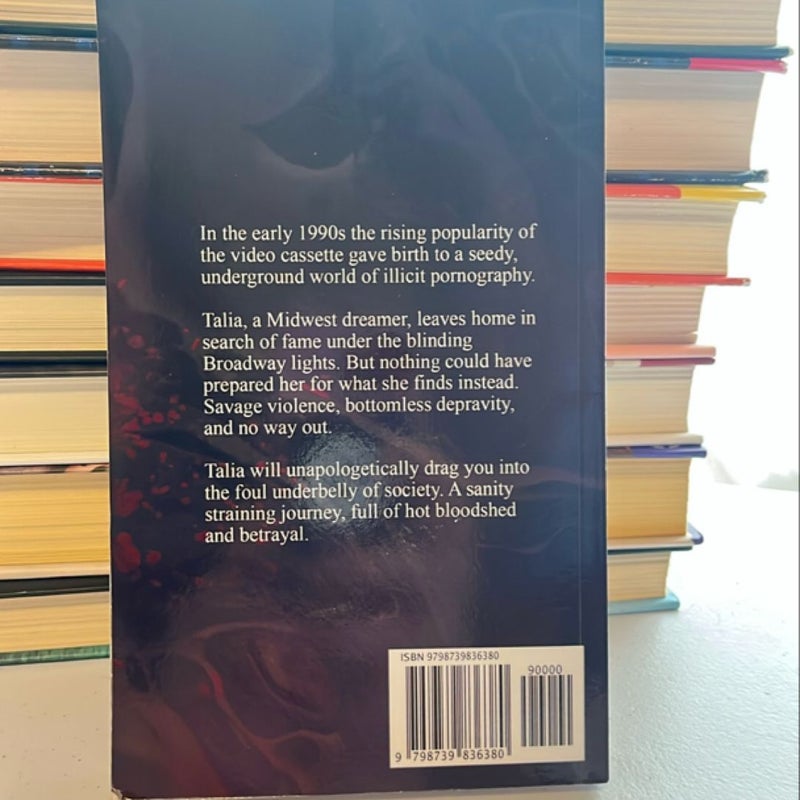 In the early 1990s the rising popularity of
the video cassette gave birth to a seedy,
underground world of illicit pornography.
Talia, a Midwest dreamer, leaves home in
search of fame under the blinding
Broadway lights. But nothing could have
prepared her for what she finds instead.
Savage violence, bottomless depravity,
and no way out.
Talia will unapologetically drag you into
the foul underbelly of society. A sanity
straining journey, full of hot bloodshed
and betrayal.
ISBN 9798739836380
90000
9 798739 836380